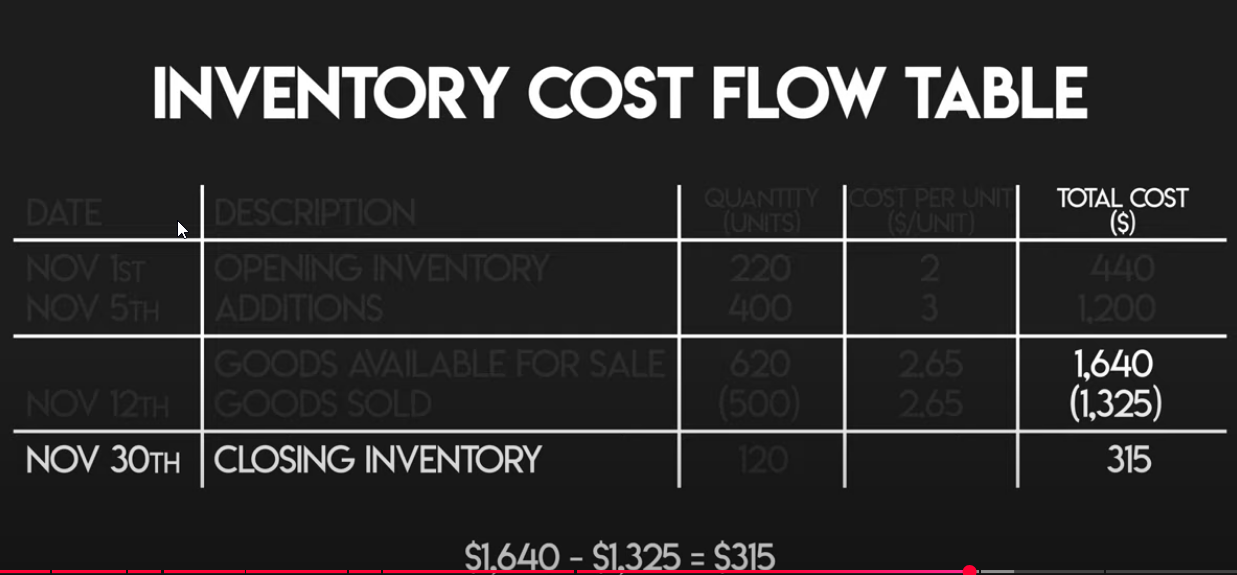 INVENTORY COST FLOW TABLE
DATE DESCRIPTION QUANTITY (UNITS) COST PER UNIT ($/UNIT) TOTAL COST ($)
NOV 1ST OPENING INVENTORY 220 2 440
NOV 5TH ADDITIONS 400 3 1,200
GOODS AVAILABLE FOR SALE 620 2.65 1,640
NOV 12TH GOODS SOLD (500) 2.65 (1,325)
NOV 30TH CLOSING INVENTORY 120 315
$1,640 - $1,325 = $315